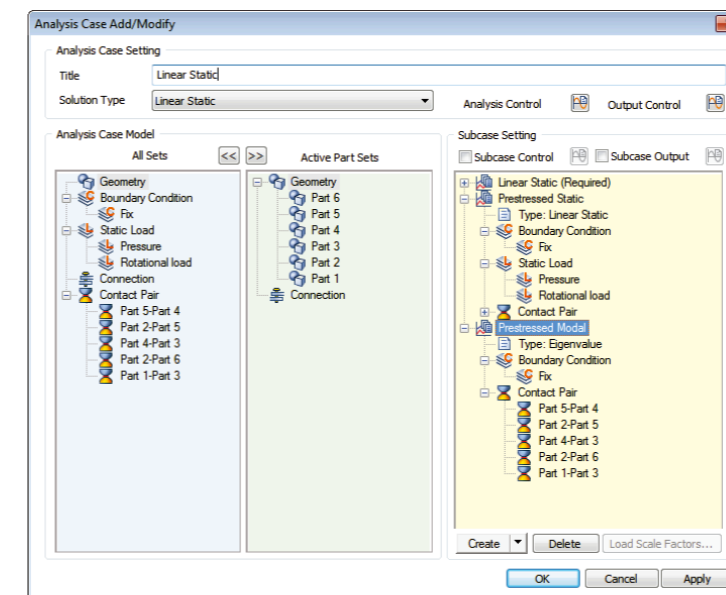 Analysis Case Add/Modify
Analysis Case Setting
Title
Linear Static
Solution Type
Linear Static
Analysis Control
Output Control
Analysis Case Model
All Sets
<<
>>
Active Part Sets
Geometry
Boundary Condition
Fix
Static Load
Pressure
Rotational load
Connection
Contact Pair
Part 5-Part 4
Part 2-Part 5
Part 4-Part 3
Part 2-Part 6
Part 1-Part 3
Geometry
Part 6
Part 5
Part 4
Part 3
Part 2
Part 1
Connection
Subcase Setting
Subcase Control
Subcase Output
Linear Static (Required)
Prestressed Static
Type: Linear Static
Boundary Condition
Fix
Static Load
Pressure
Rotational load
Contact Pair
Prestressed Modal
Type: Eigenvalue
Boundary Condition
Fix
Contact Pair
Part 5-Part 4
Part 2-Part 5
Part 4-Part 3
Part 2-Part 6
Part 1-Part 3
Create
Delete
Load Scale Factors...
OK
Cancel
Apply